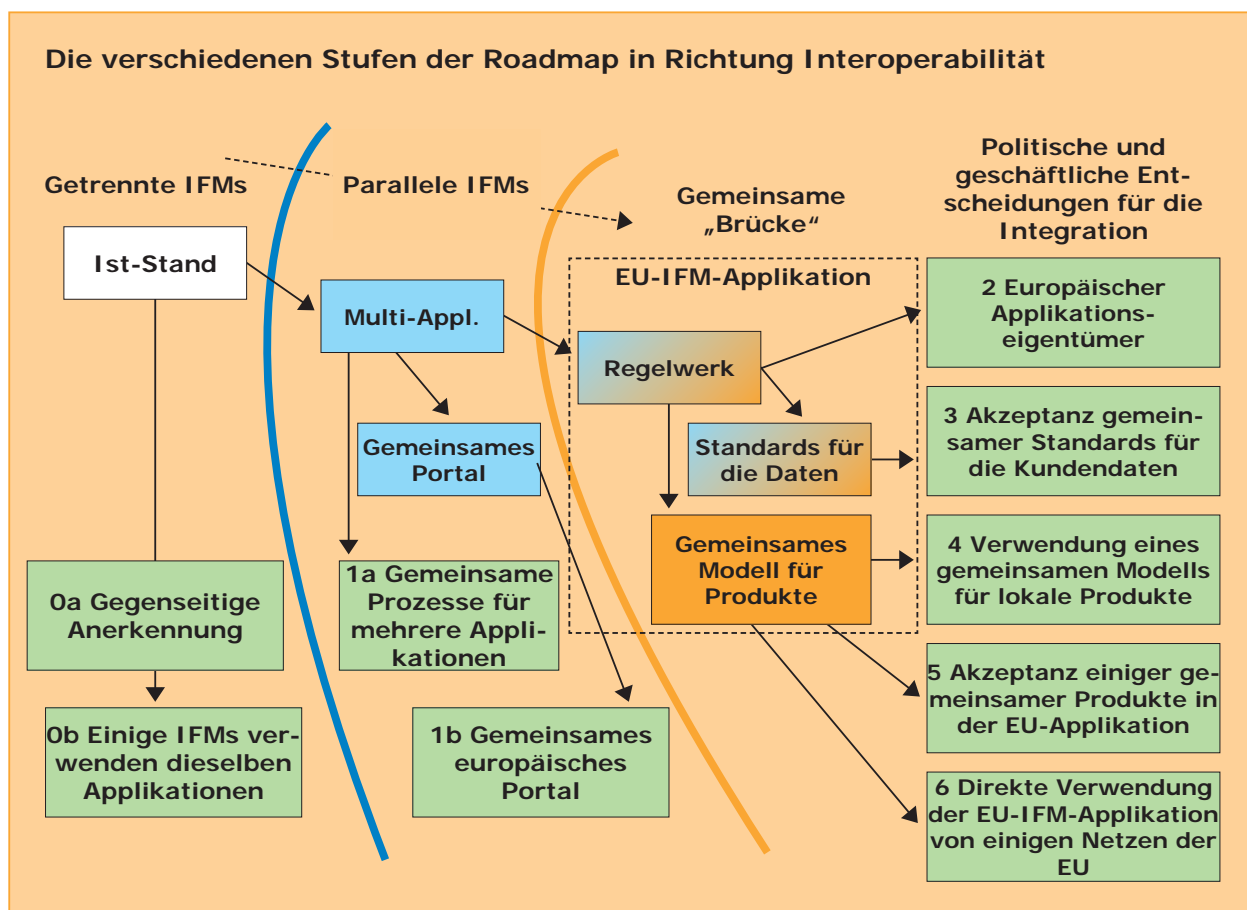 Die verschiedenen Stufen der Roadmap in Richtung Interoperabilität
Getrennte IFMs
Parallele IFMs
Gemeinsame
„Brücke“
Politische und
geschäftliche Ent-
scheidungen für die
Integration
Ist-Stand
Multi-Appl.
Gemeinsames
Portal
EU-IFM-Applikation
Regelwerk
Standards für
die Daten
Gemeinsames
Modell für
Produkte
0a Gegenseitige
Anerkennung
0b Einige IFMs ver-
wenden dieselben
Applikationen
1a Gemeinsame
Prozesse für
mehrere Appli-
kationen
1b Gemeinsames
europäisches
Portal
2 Europäischer
Applikations-
eigentümer
3 Akzeptanz gemein-
samer Standards für
die Kundendaten
4 Verwendung eines
gemeinsamen Modells
für lokale Produkte
5 Akzeptanz einiger ge-
meinsamer Produkte in
der EU-Applikation
6 Direkte Verwendung
der EU-IFM-Applikation
von einigen Netzen der
EU